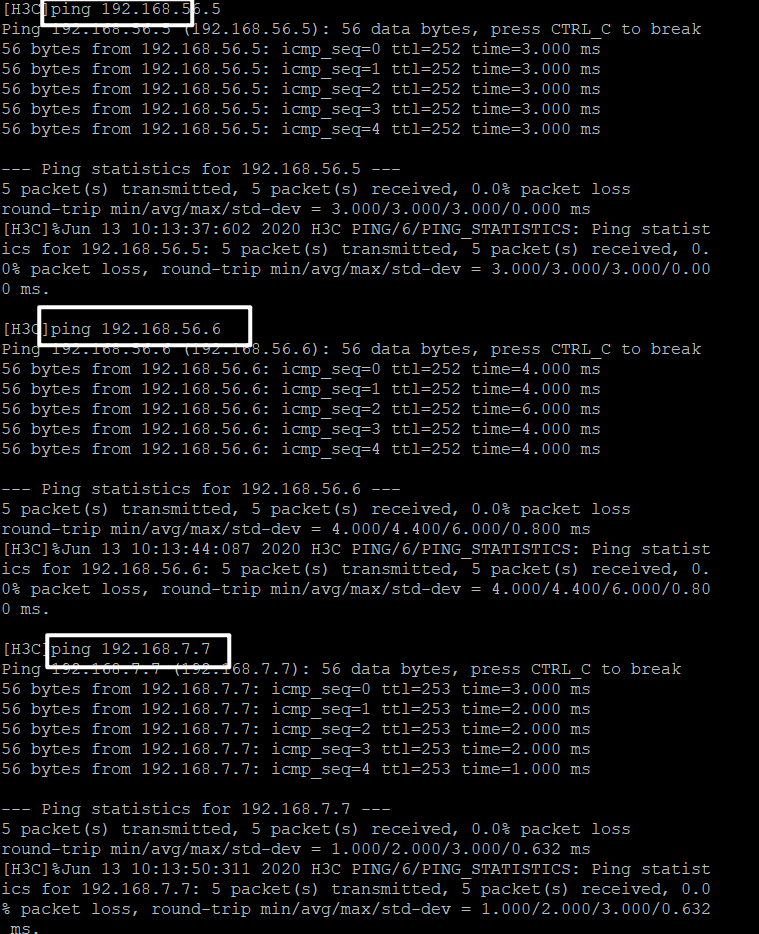 [H3C]ping 192.168.56.5
Ping 192.168.56.5 (192.168.56.5): 56 data bytes, press CTRL_C to break
56 bytes from 192.168.56.5: icmp_seq=0 ttl=252 time=3.000 ms
56 bytes from 192.168.56.5: icmp_seq=1 ttl=252 time=3.000 ms
56 bytes from 192.168.56.5: icmp_seq=2 ttl=252 time=3.000 ms
56 bytes from 192.168.56.5: icmp_seq=3 ttl=252 time=3.000 ms
56 bytes from 192.168.56.5: icmp_seq=4 ttl=252 time=3.000 ms
--- Ping statistics for 192.168.56.5 ---
5 packet(s) transmitted, 5 packet(s) received, 0.0% packet loss
round-trip min/avg/max/std-dev = 3.000/3.000/3.000/0.000 ms
[H3C]%Jun 13 10:13:37:602 2020 H3C PING/6/PING_STATISTICS: Ping statist
ics for 192.168.56.5: 5 packet(s) transmitted, 5 packet(s) received, 0.
0% packet loss, round-trip min/avg/max/std-dev = 3.000/3.000/3.000/0.00
0 ms.
[H3C]ping 192.168.56.6
Ping 192.168.56.6 (192.168.56.6): 56 data bytes, press CTRL_C to break
56 bytes from 192.168.56.6: icmp_seq=0 ttl=252 time=4.000 ms
56 bytes from 192.168.56.6: icmp_seq=1 ttl=252 time=4.000 ms
56 bytes from 192.168.56.6: icmp_seq=2 ttl=252 time=6.000 ms
56 bytes from 192.168.56.6: icmp_seq=3 ttl=252 time=4.000 ms
56 bytes from 192.168.56.6: icmp_seq=4 ttl=252 time=4.000 ms
--- Ping statistics for 192.168.56.6 ---
5 packet(s) transmitted, 5 packet(s) received, 0.0% packet loss
round-trip min/avg/max/std-dev = 4.000/4.400/6.000/0.800 ms
[H3C]%Jun 13 10:13:44:087 2020 H3C PING/6/PING_STATISTICS: Ping statist
ics for 192.168.56.6: 5 packet(s) transmitted, 5 packet(s) received, 0.
0% packet loss, round-trip min/avg/max/std-dev = 4.000/4.400/6.000/0.80
0 ms.
[H3C]ping 192.168.7.7
Ping 192.168.7.7 (192.168.7.7): 56 data bytes, press CTRL_C to break
56 bytes from 192.168.7.7: icmp_seq=0 ttl=253 time=3.000 ms
56 bytes from 192.168.7.7: icmp_seq=1 ttl=253 time=2.000 ms
56 bytes from 192.168.7.7: icmp_seq=2 ttl=253 time=2.000 ms
56 bytes from 192.168.7.7: icmp_seq=3 ttl=253 time=2.000 ms
56 bytes from 192.168.7.7: icmp_seq=4 ttl=253 time=1.000 ms
--- Ping statistics for 192.168.7.7 ---
5 packet(s) transmitted, 5 packet(s) received, 0.0% packet loss
round-trip min/avg/max/std-dev = 1.000/2.000/3.000/0.632 ms
[H3C]%Jun 13 10:13:50:311 2020 H3C PING/6/PING_STATISTICS: Ping statist
ics for 192.168.7.7: 5 packet(s) transmitted, 5 packet(s) received, 0.0
% packet loss, round-trip min/avg/max/std-dev = 1.000/2.000/3.000/0.632
ms.